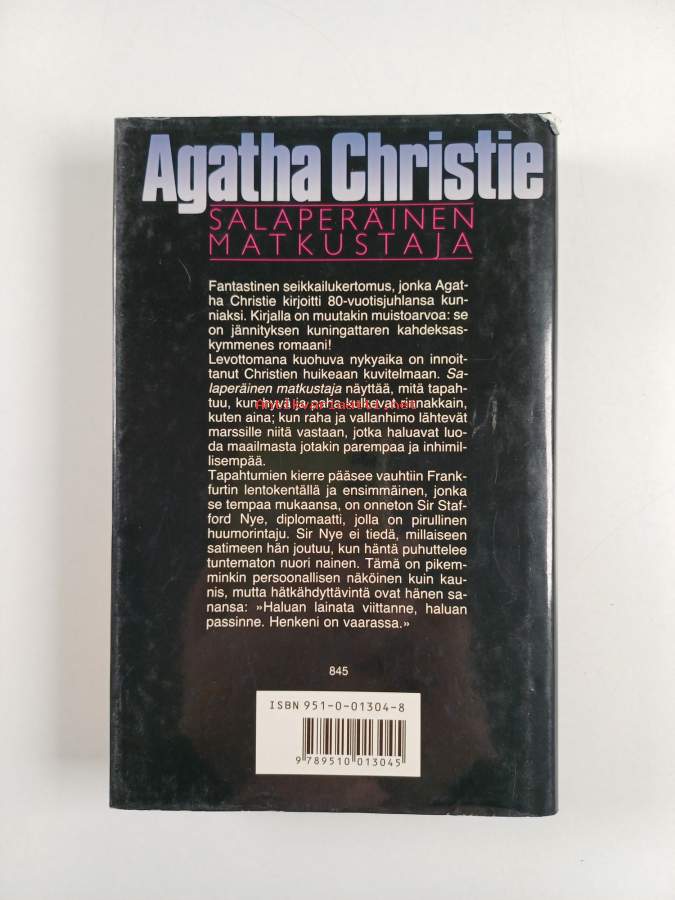 Agatha Christie
SALAPERÄINEN
MATKUSTAJA
Fantastinen seikkailukertomus, jonka Agat-
ha Christie kirjoitti 80-vuotisjuhlansa kun-
niaksi. Kirjalla on muutakin muistoarvoa: se
on jännityksen kuningattaren kahdeksas-
kymmenes romaani!
Levottomana kuohuva nykyaika on innoit-
tanut Christien huikeaan kuvitelmaan. Sa-
laperäinen matkustaja näyttää, mitä tapah-
tuu, kun hyvä ja paha kulkevat rinnakkain,
Antikvariaatti.net
kuten aina; kun raha ja vallanhimo lähtevät
marssille niitä vastaan, jotka haluavat luo-
da maailmasta jotakin parempaa ja inhimil-
lisempää.
Tapahtumien kierre pääsee vauhtiin Frank-
furtin lentokentällä ja ensimmäinen, jonka
se tempaa mukaansa, on onneton Sir Staf-
ford Nye, diplomaatti, jolla on pirullinen
huumorintaju. Sir Nye ei tiedä, millaiseen
satimeen hän joutuu, kun häntä puhuttelee
tuntematon nuori nainen. Tämä on pikem-
minkin persoonallisen näköinen kuin kau-
nis, mutta hätkähdyttävintä ovat hänen sa-
nansa: »Haluan lainata viittanne, haluan
passinne. Henkeni on vaarassa.»
845
ISBN 951-0-01304-8
9 789510 013045